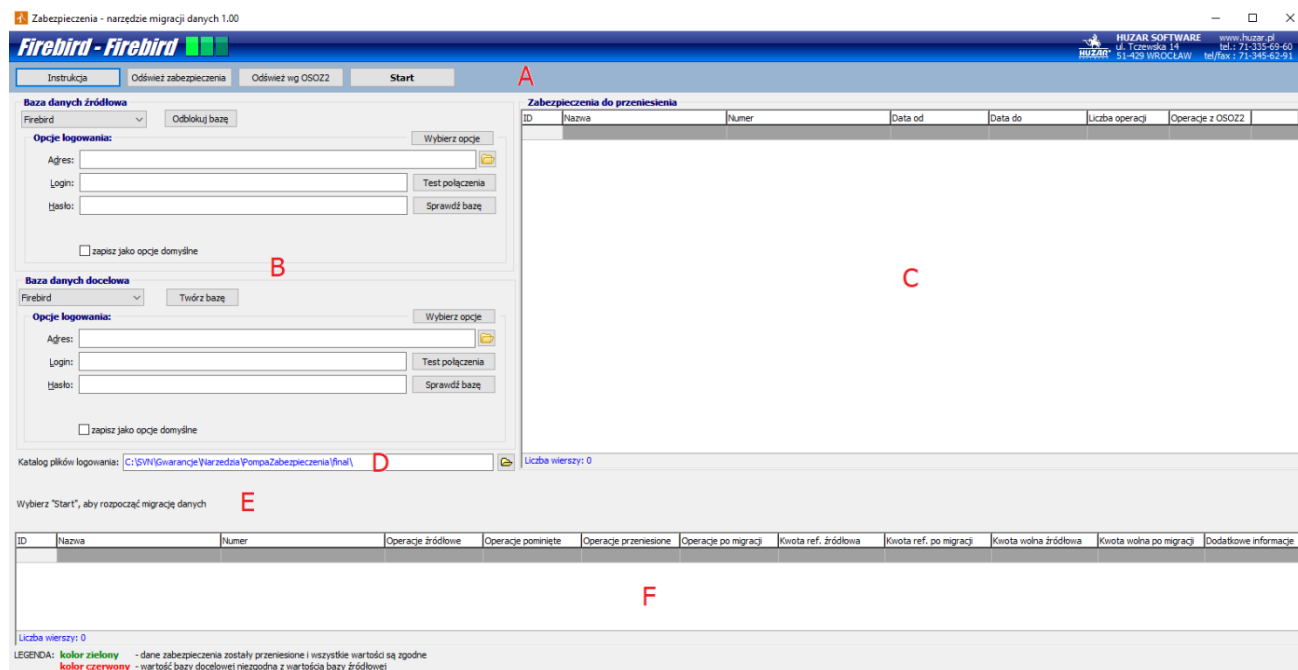 Zabezpieczenia - narzędzie migracji danych 1.00
Firebird - Firebird
HUZAR
HUZAR SOFTWARE www.huzar.pl
ul. Tczewska 14 tel.: 71-335-69-60
51-429 WROCŁAW tel/fax : 71-345-62-91
Instrukcja Odśwież zabezpieczenia Odśwież wg OSOZ2 Start A
Baza danych źródłowa
Firebird Odblokuj bazę
Opcje logowania: Wybierz opcje
Adres:
Login: Test połączenia
Hasło: Sprawdź bazę
zapisz jako opcje domyślne
B
Baza danych docelowa
Firebird Twórz bazę
Opcje logowania: Wybierz opcje
Adres:
Login: Test połączenia
Hasło: Sprawdź bazę
zapisz jako opcje domyślne
Katalog plików logowania: C:\SVN\Gwarancje\Narzedzia\PompaZabezpieczenia\final\ D
Zabezpieczenia do przeniesienia
ID Nazwa Numer Data od Data do Liczba operacji Operacje z OSOZ2
C
Liczba wierszy: 0
Wybierz "Start", aby rozpocząć migrację danych E
ID Nazwa Numer Operacje źródłowe Operacje pominięte Operacje przeniesione Operacje po migracji Kwota ref. źródłowa Kwota ref. po migracji Kwota wolna źródłowa Kwota wolna po migracji Dodatkowe informacje
F
Liczba wierszy: 0
LEGENDA: kolor zielony - dane zabezpieczenia zostały przeniesione i wszystkie wartości są zgodne
kolor czerwony - wartość bazy docelowej niezgodna z wartością bazy źródłowej